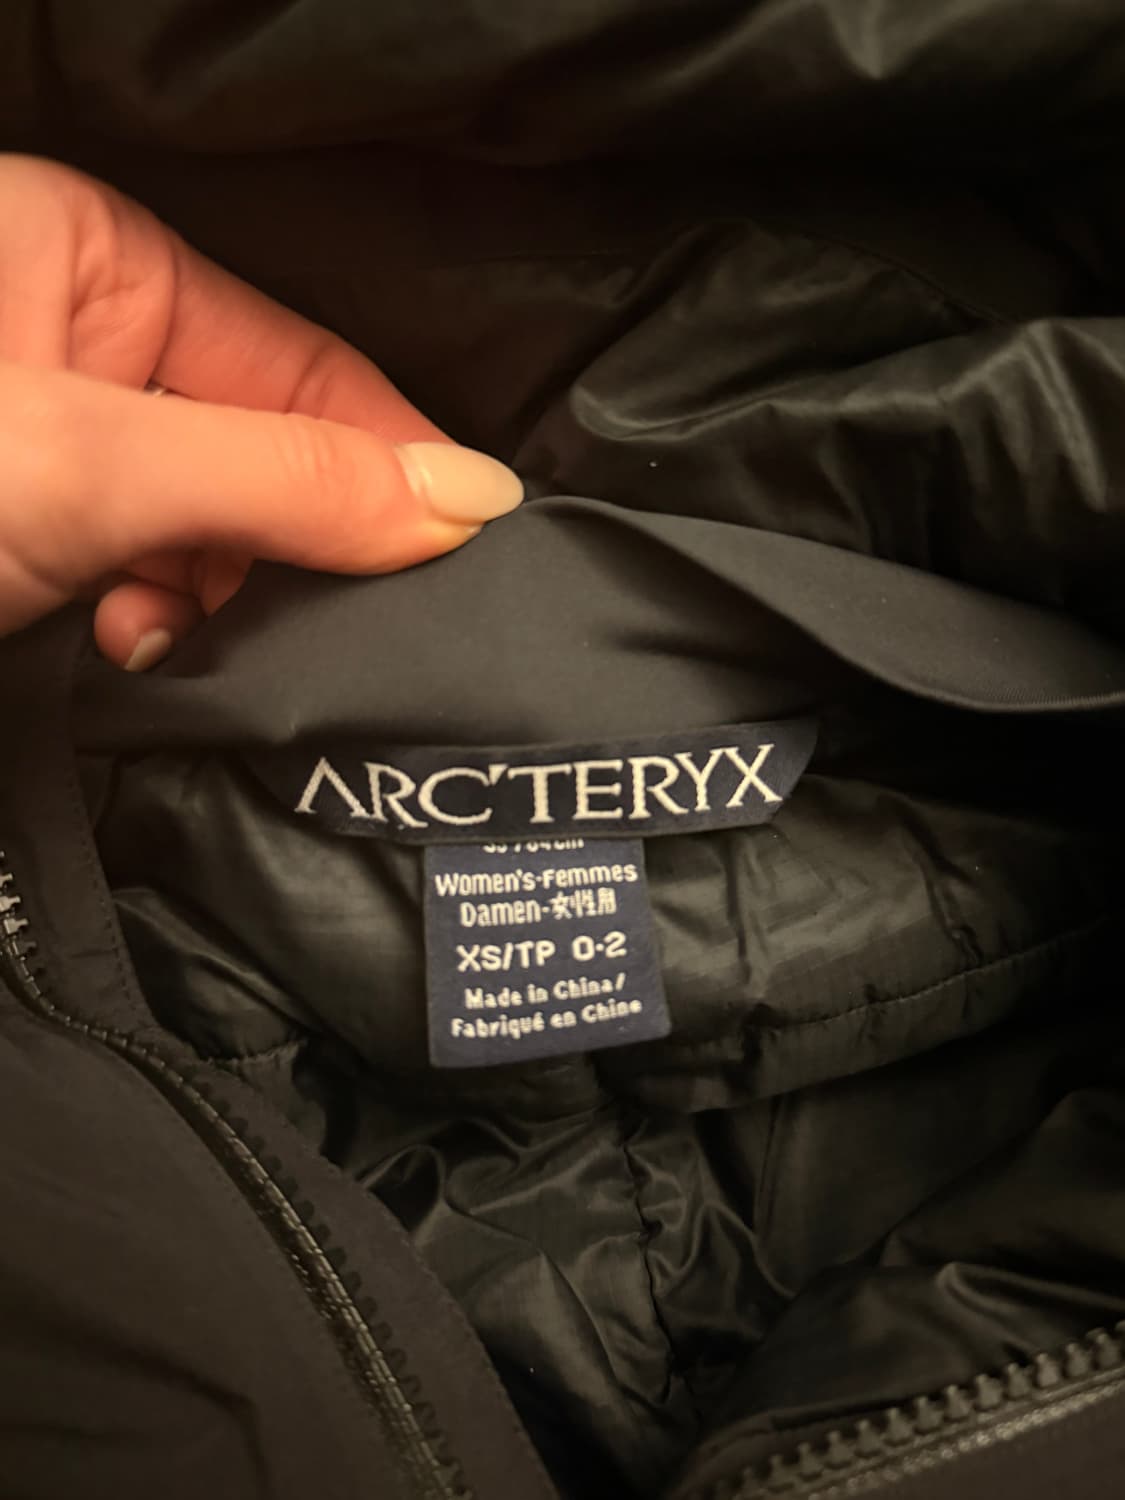 ARC'TERYX
Women's-Femmes
Damen-女性用
XS/TP 0-2
Made in China/
Fabriqué en Chine